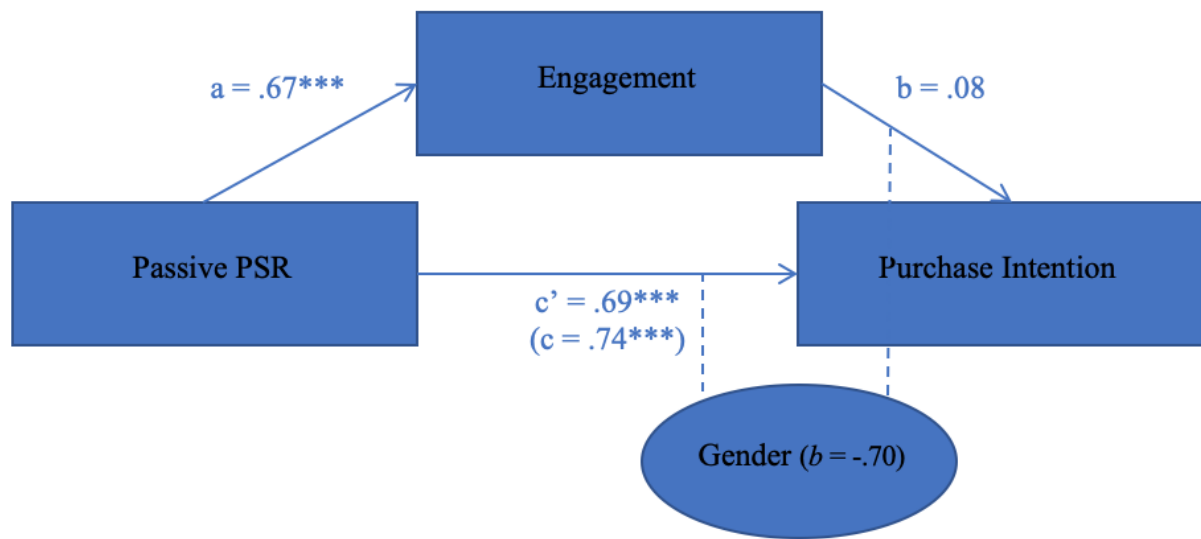 Engagement
a = .67***
b = .08
Passive PSR
Purchase Intention
c’ = .69***
(c = .74***)
Gender (b = -.70)